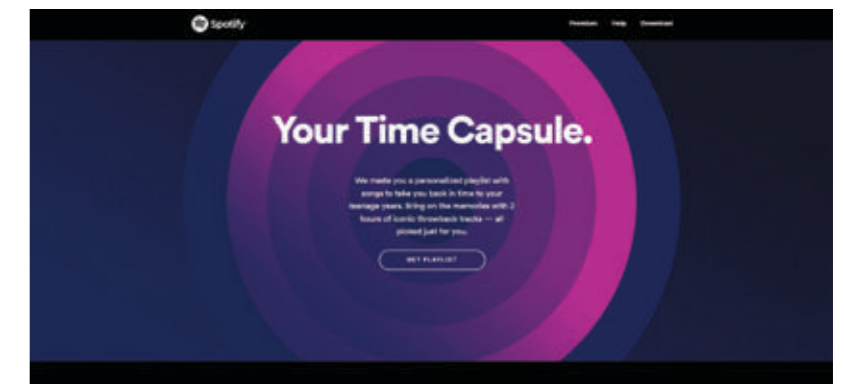 Spotify
Premium Help Download
Your Time Capsule.
We made you a personalized playlist with
songs to take you back in time to your
teenage years. Bring on the memories with 2
hours of iconic throwback tracks — all
picked just for you.
GET PLAYLIST